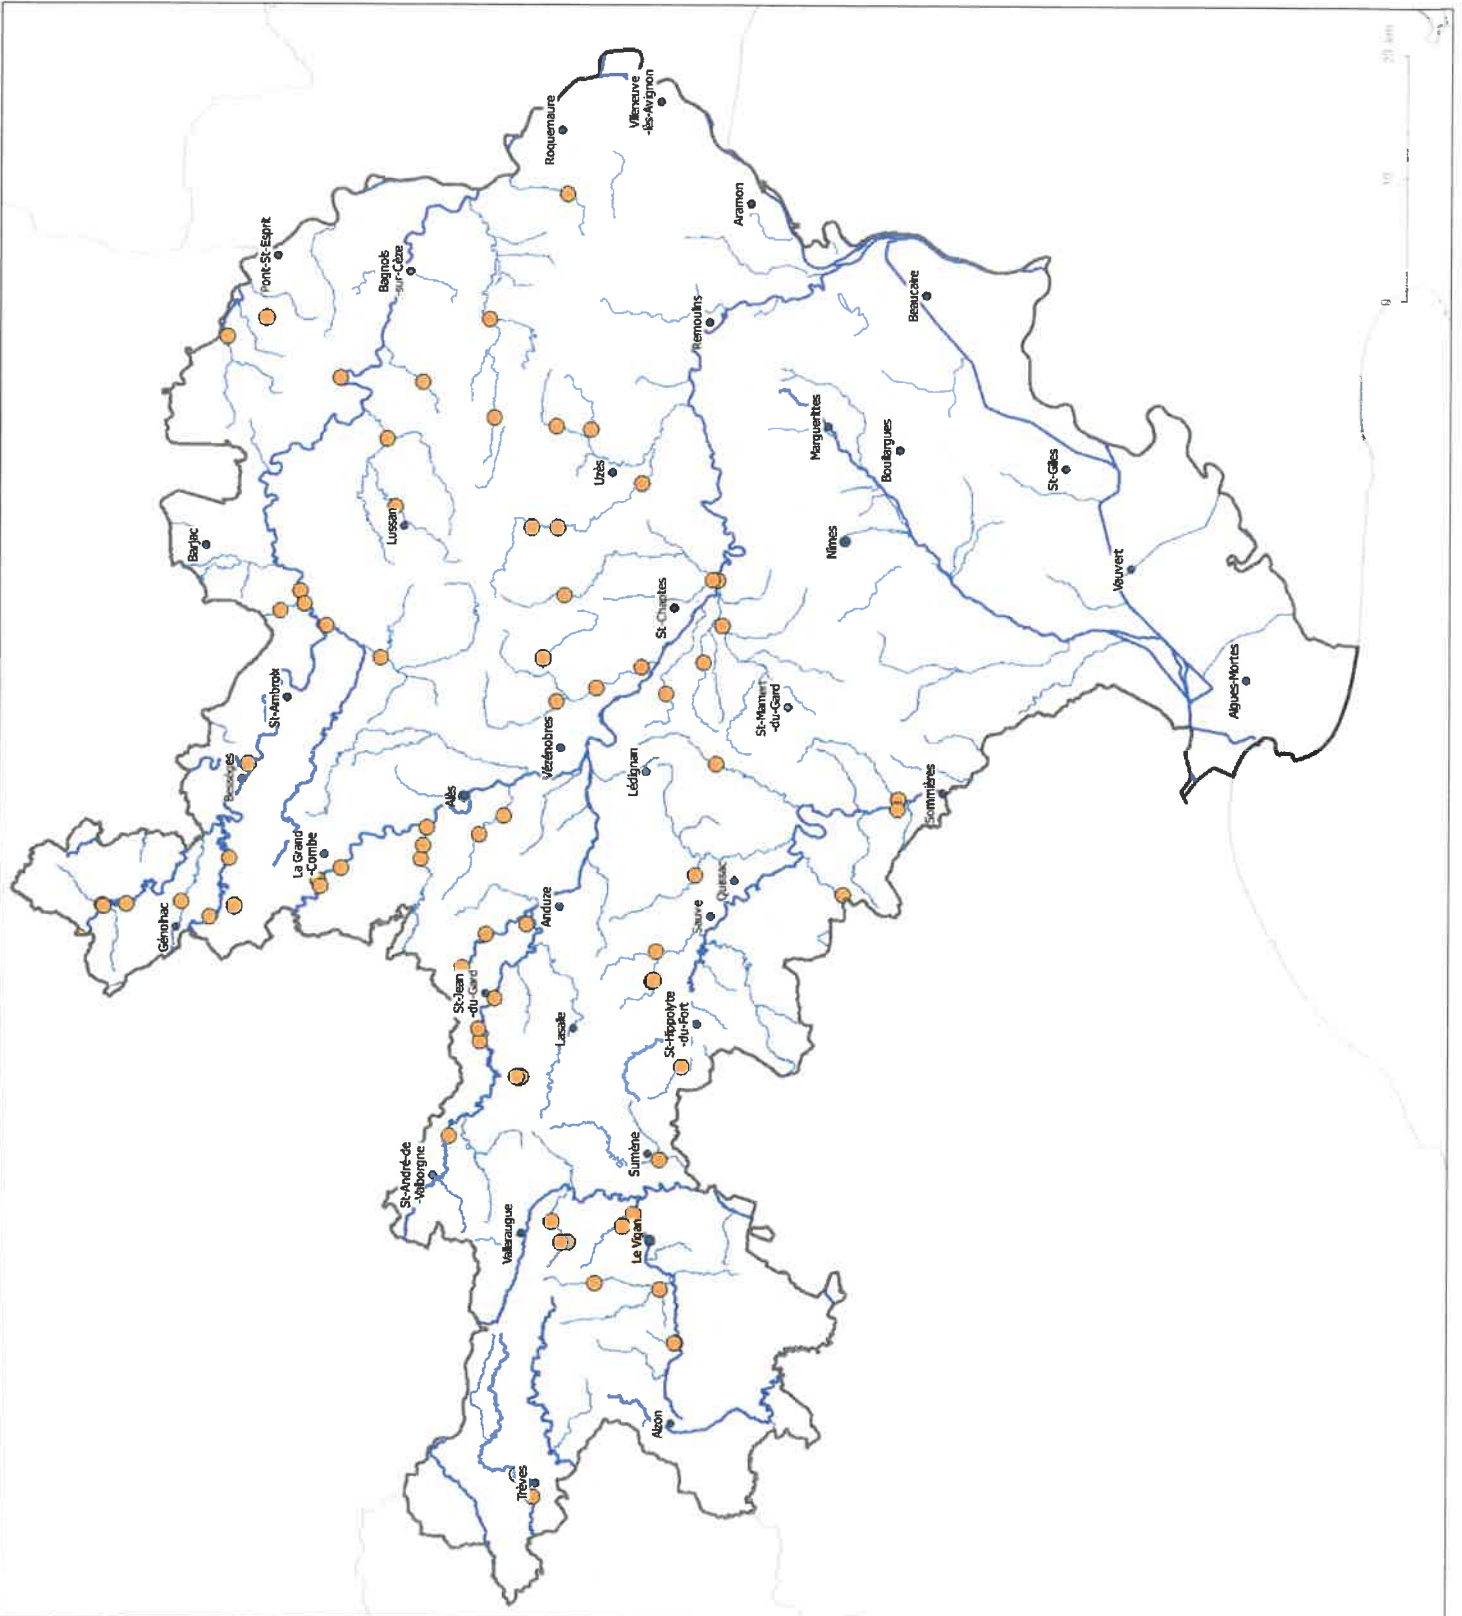 Génolhac
Bessèges
St-Ambroix
Barjac
Pont-St-Esprit
La Grand
-Combe
Lussan
Bagnols
-sur-Cèze
Alès
St-André-de
-Valborgne
St-Jean
-du-Gard
Anduze
Vézénobres
Uzès
Roquemaure
Trèves
Valleraugue
Lasalle
Lédignan
St-Chaptes
Remoulins
Villeneuve
-lès-Avignon
Alzon
Le Vigan
Sumène
St-Hippolyte
-du-Fort
Sauve
Quissac
St-Mamert
-du-Gard
Aramon
Nîmes
Marguerittes
Bouillargues
Beaucaire
Sommières
St-Gilles
Vauvert
Aigues-Mortes
0
10
20 km